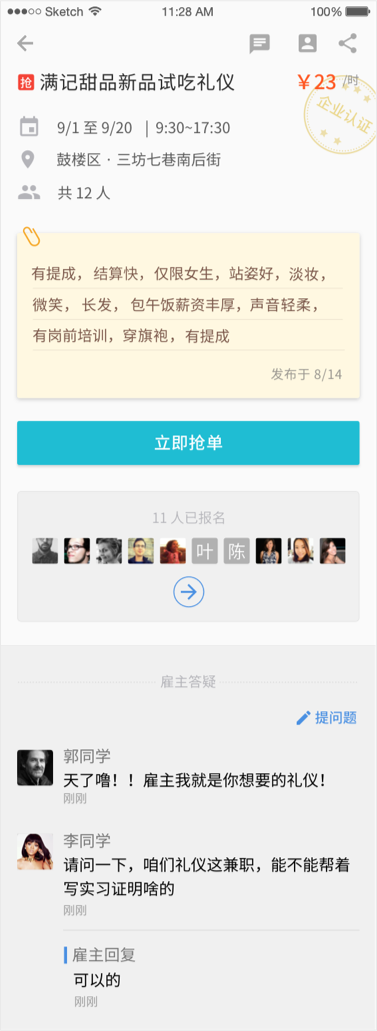 Sketch 11:28 AM 100%
抢 满记甜品新品试吃礼仪 ¥23 /时
企业认证
9/1 至 9/20 | 9:30~17:30
鼓楼区 · 三坊七巷南后街
共 12 人
有提成，结算快，仅限女生，站姿好，淡妆，
微笑， 长发， 包午饭薪资丰厚，声音轻柔，
有岗前培训，穿旗袍，有提成
发布于 8/14
立即抢单
11 人已报名
叶 陈
雇主答疑
提问题
郭同学
天了噜！！雇主我就是你想要的礼仪！
刚刚
李同学
请问一下，咱们礼仪这兼职，能不能帮着
写实习证明啥的
刚刚
雇主回复
可以的
刚刚